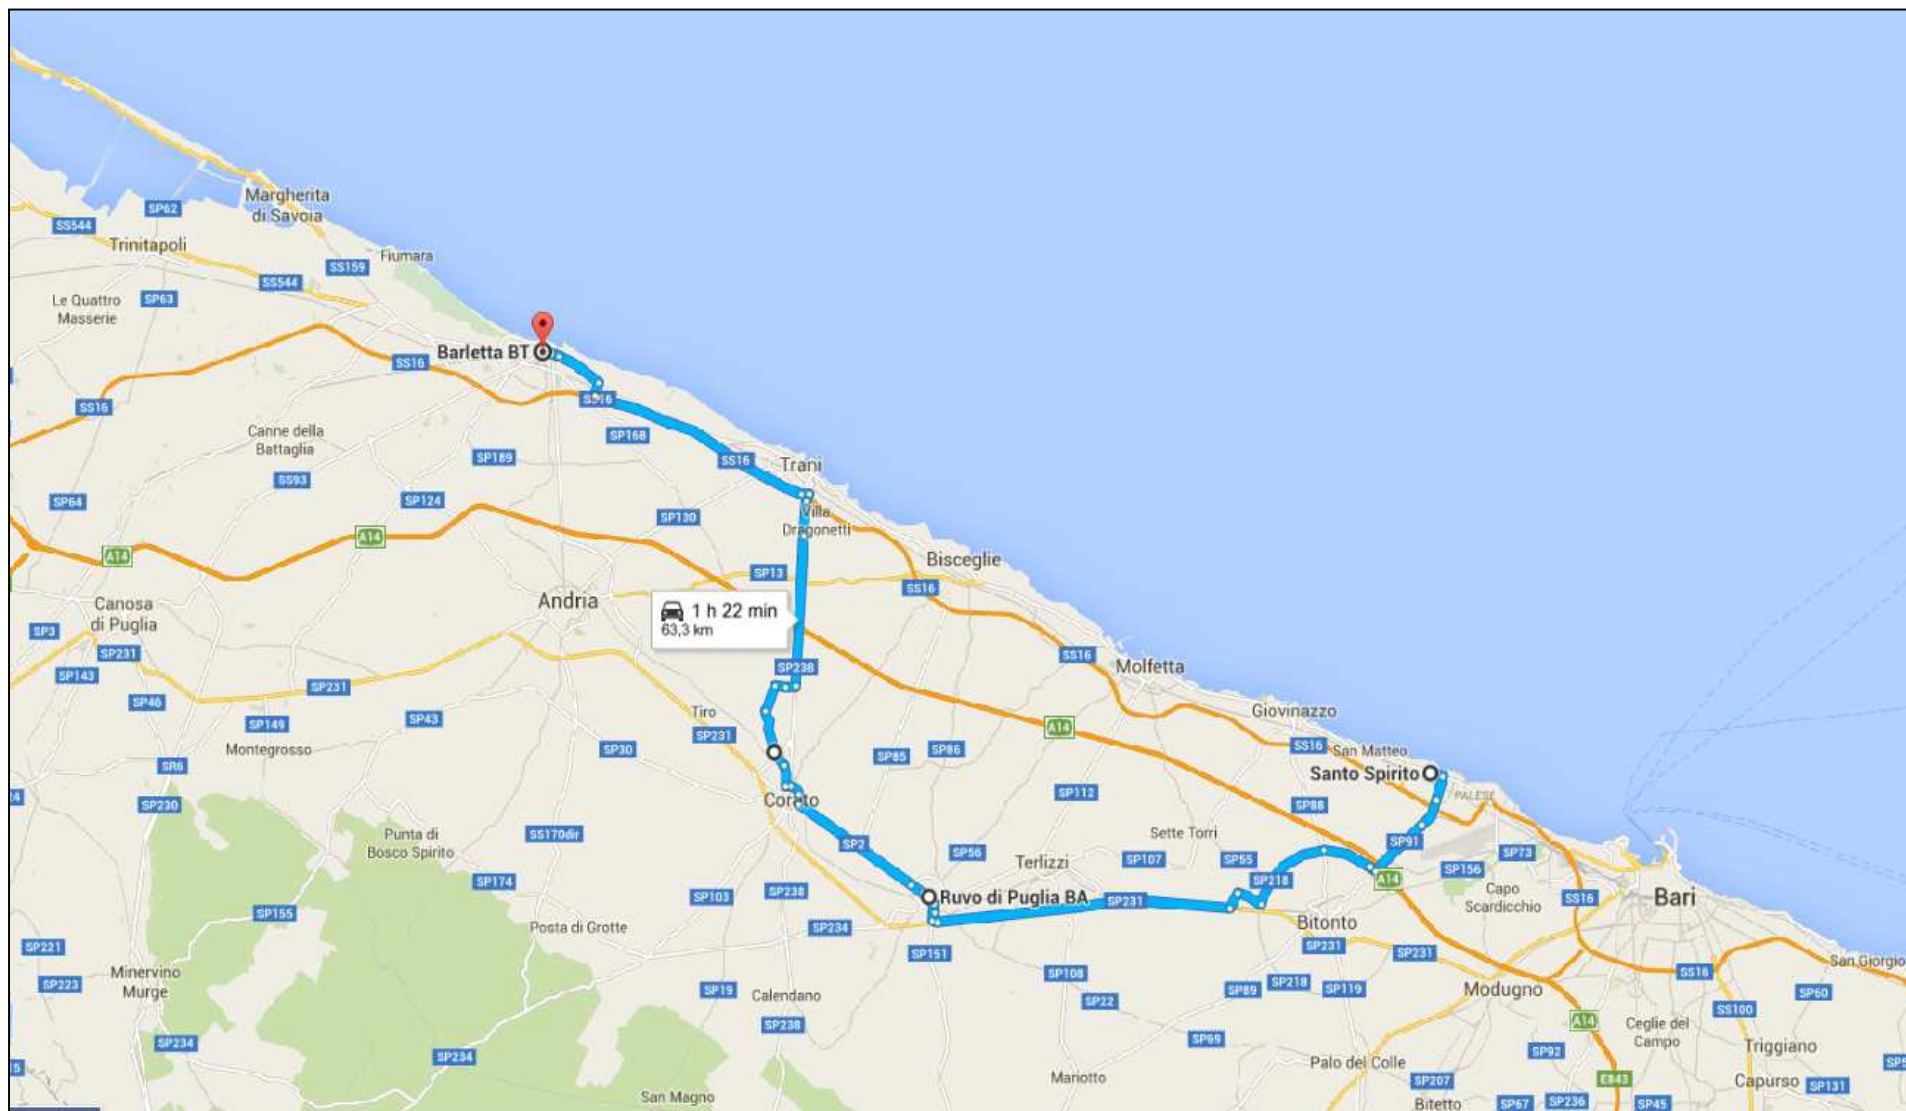 Margherita
di Savoia
SP62
SS544
Trinitapoli
Fiumara
SS159
SS544
Le Quattro
Masserie
SP63
Barletta BT
SS16
SS16
SS16
SP168
Canne della
Battaglia
SP189
SS16
Trani
SS93
SP64
SP124
SP130
Villa
Dragonetti
A14
A14
Bisceglie
SP13
SS16
Andria
Canosa
di Puglia
1 h 22 min
63,3 km
SP3
SP231
SP143
SP238
SS16
Molfetta
SP231
SP46
Tiro
Giovinazzo
SP149
SP43
SP231
A14
Montegrosso
SP30
SP85
SP86
SS16
San Matteo
SR6
Santo Spirito
SP230
Corato
SP112
SP88
PALESE
Punta di
Bosco Spirito
SS170dir
SP2
Sette Torri
SP91
SP56
Terlizzi
SP107
SP55
SP73
SP174
SP103
SP238
SP218
A14
SP156
Capo
Scardicchio
SS16
Bari
Ruvo di Puglia BA
SP231
SP155
Posta di Grotte
SP234
Bitonto
SP221
SP151
SP231
SP231
San Giorgio
Minervino
Murge
SP223
SP108
SS16
SP19
Calendano
SP22
SP89
SP218
SP119
Modugno
SP60
SS100
SP238
A14
Ceglie del
Campo
SP234
SP234
SP69
SP92
Triggiano
Palo del Colle
Mariotto
E843
SP207
Capurso
SP131
San Magno
Bitetto
SP67
SP236
SP45